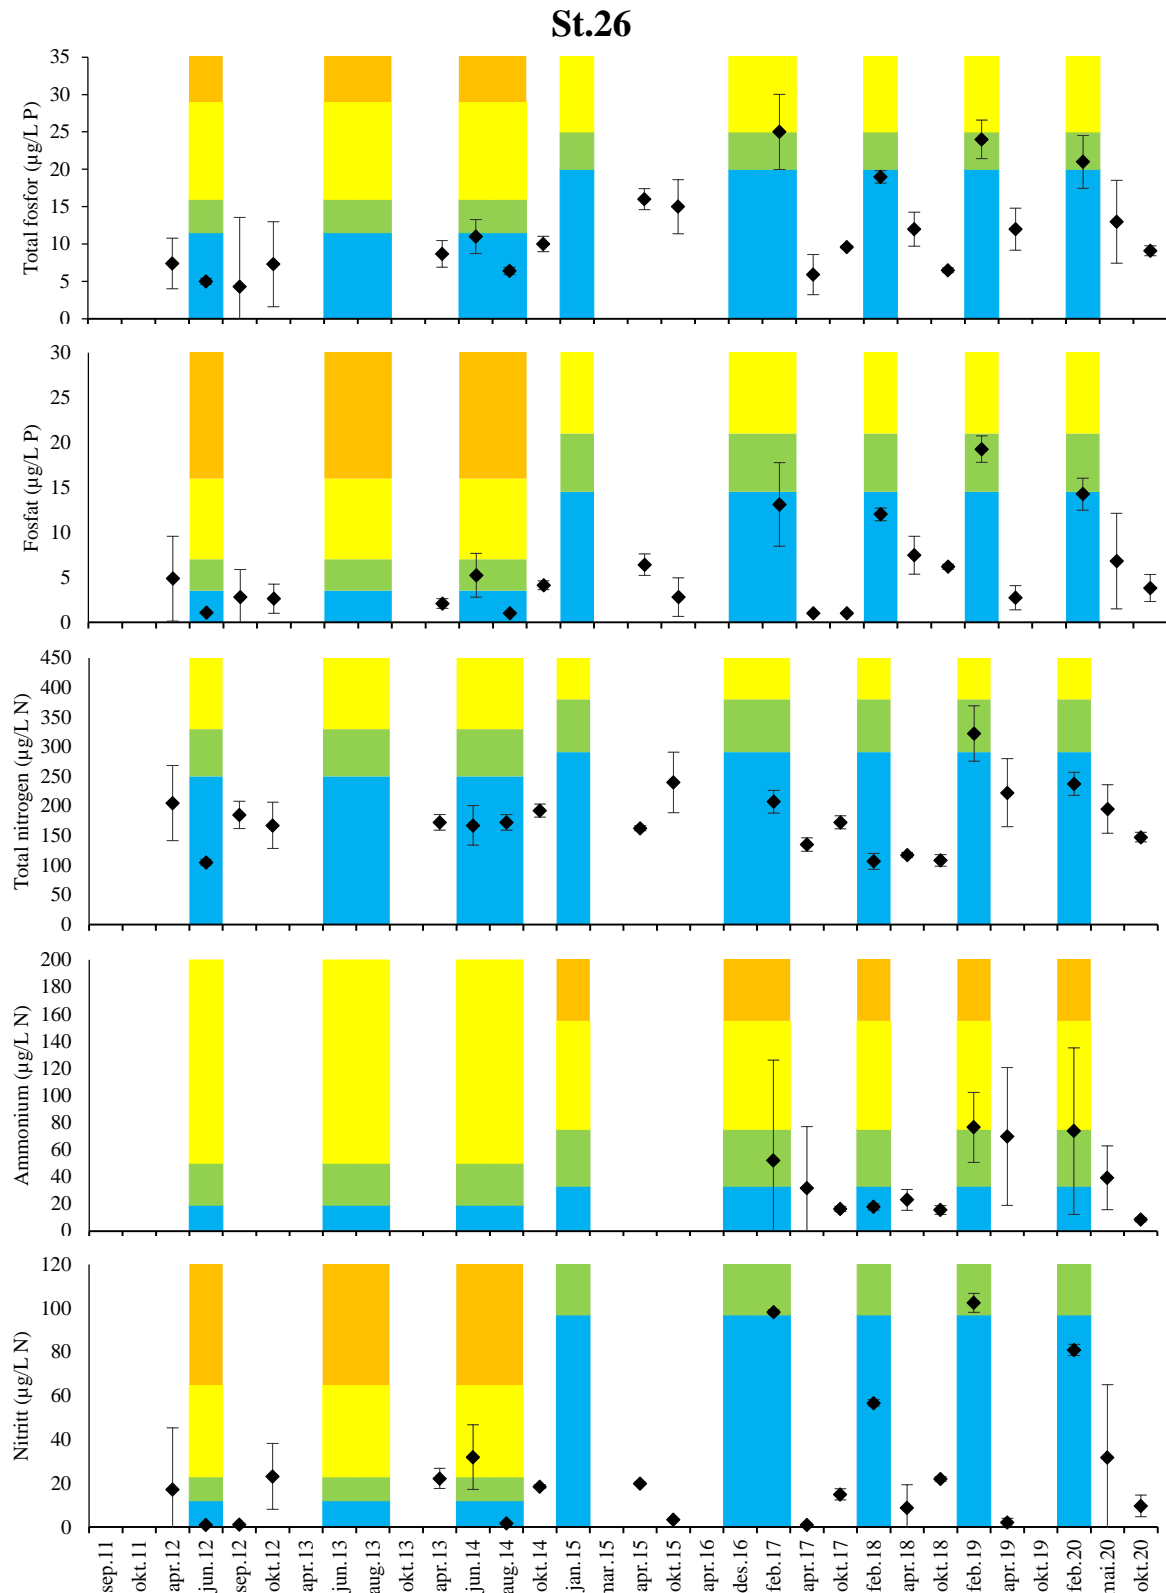 St.26
Total fosfor (µg/L P)
35
30
25
20
15
10
5
0
Fosfat (µg/L P)
30
25
20
15
10
5
0
Total nitrogen (µg/L N)
450
400
350
300
250
200
150
100
50
0
Ammonium (µg/L N)
200
180
160
140
120
100
80
60
40
20
0
Nitritt (µg/L N)
120
100
80
60
40
20
0
sep.11
okt.11
apr.12
jun.12
sep.12
okt.12
apr.13
jun.13
aug.13
okt.13
apr.13
jun.14
aug.14
okt.14
jan.15
mar.15
apr.15
okt.15
apr.16
des.16
feb.17
apr.17
okt.17
feb.18
apr.18
okt.18
feb.19
apr.19
okt.19
feb.20
mai.20
okt.20